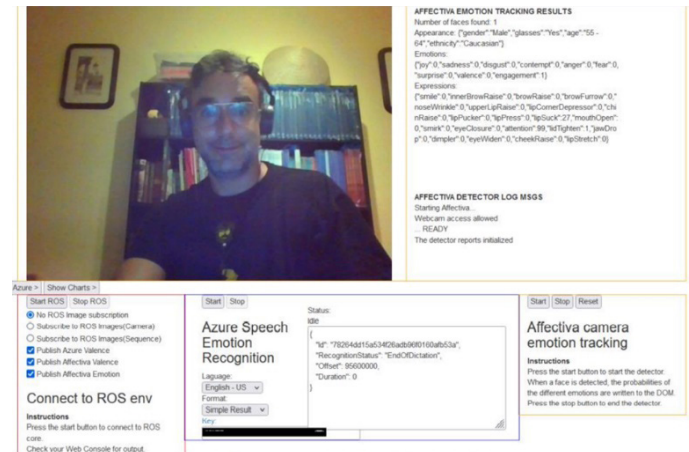 AFFECTIVA EMOTION TRACKING RESULTS
Number of faces found: 1
Appearance: {"gender":"Male","glasses":"Yes","age":"55 -
64","ethnicity":"Caucasian"}
Emotions:
{"joy":0,"sadness":0,"disgust":0,"contempt":0,"anger":0,"fear":0,
"surprise":0,"valence":0,"engagement":1}
Expressions:
{"smile":0,"innerBrowRaise":0,"browRaise":0,"browFurrow":0,"
noseWrinkle":0,"upperLipRaise":0,"lipCornerDepressor":0,"chi
nRaise":0,"lipPucker":0,"lipPress":0,"lipSuck":27,"mouthOpen":
0,"smirk":0,"eyeClosure":0,"attention":99,"lidTighten":1,"jawDro
p":0,"dimpler":0,"eyeWiden":0,"cheekRaise":0,"lipStretch":0}
AFFECTIVA DETECTOR LOG MSGS
Starting Affectiva...
Webcam access allowed
... READY
The detector reports initialized
Azure > Show Charts >
Start ROS Stop ROS
No ROS Image subscription
Subscribe to ROS Images(Camera)
Subscribe to ROS Images(Sequence)
Publish Azure Valence
Publish Affectiva Valence
Publish Affectiva Emotion
Connect to ROS env
Instructions
Press the start button to connect to ROS
core.
Check your Web Console for output.
Start Stop
Azure Speech
Emotion
Recognition
Laguage:
English - US
Format:
Simple Result
Key:
Status:
Idle
{
"Id": "78264dd15a534f26adb96f0160afb53a",
"RecognitionStatus": "EndOfDictation",
"Offset": 95600000,
"Duration": 0
}
Start Stop Reset
Affectiva camera
emotion tracking
Instructions
Press the start button to start the detector.
When a face is detected, the probabilities of
the different emotions are written to the DOM.
Press the stop button to end the detector.